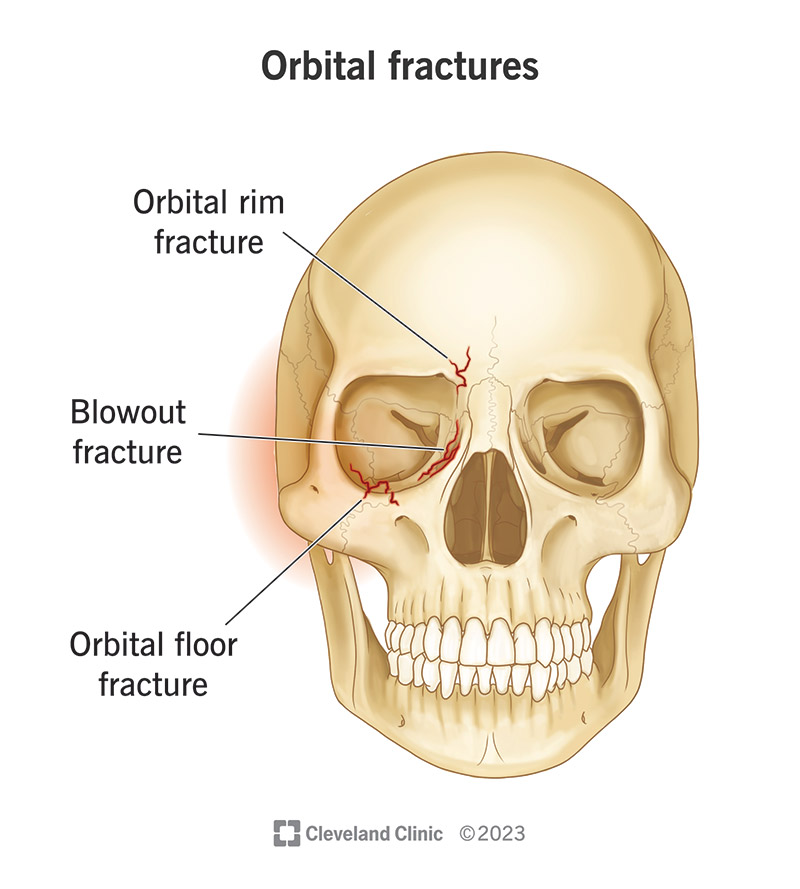 Orbital fractures
Orbital rim
fracture
Blowout
fracture
Orbital floor
fracture
Cleveland Clinic ©2023